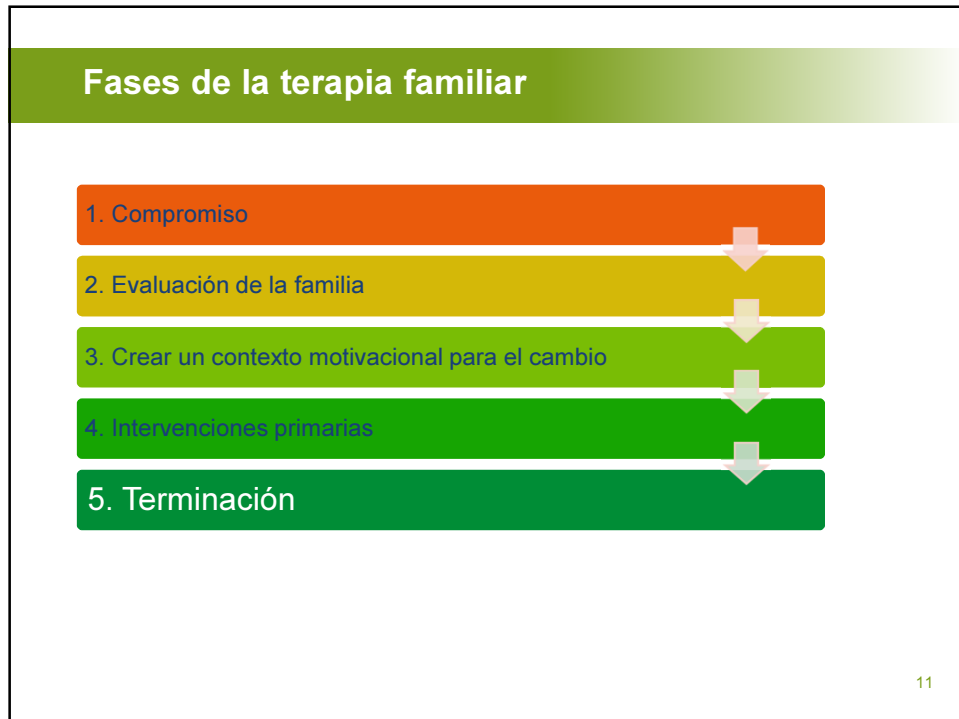 Fases de la terapia familiar
1. Compromiso
2. Evaluación de la familia
3. Crear un contexto motivacional para el cambio
4. Intervenciones primarias
5. Terminación
11